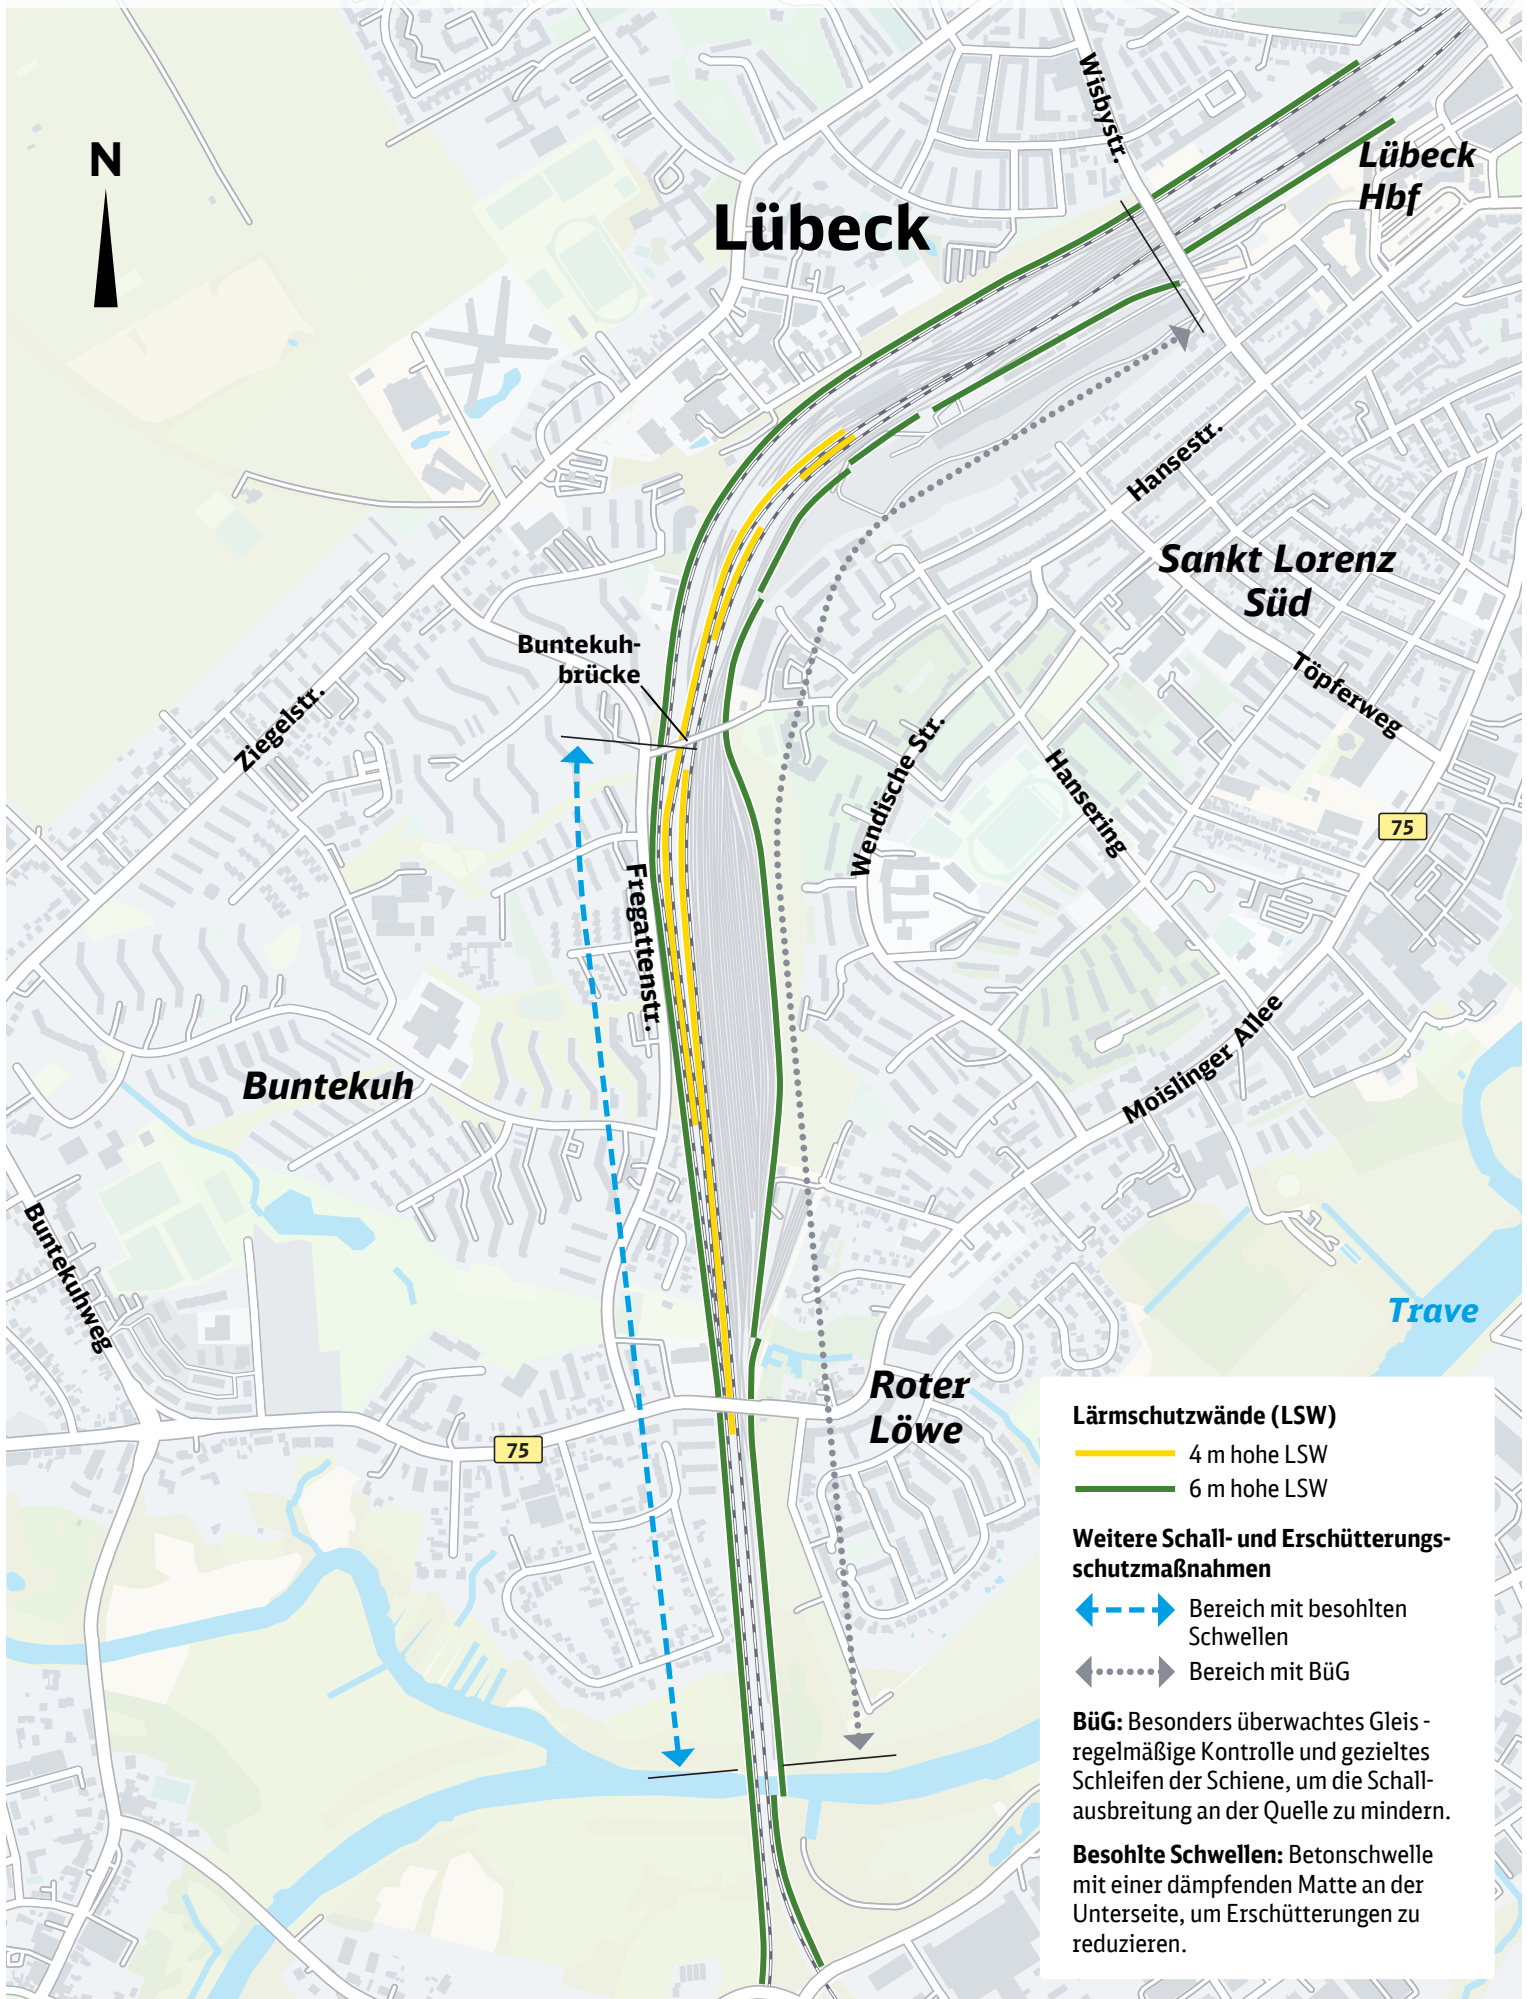 N
Wisbystr.
Lübeck
Hbf
Lübeck
Hansestr.
Sankt Lorenz
Süd
Buntekuh-
brücke
Töpferweg
Ziegelstr.
Wendische Str.
Hansering
75
Fregattenstr.
Moislinger Allee
Buntekuh
Buntekuhweg
Trave
Roter
Löwe
75
Lärmschutzwände (LSW)
4 m hohe LSW
6 m hohe LSW
Weitere Schall- und Erschütterungs-
schutzmaßnahmen
Bereich mit besohlten
Schwellen
Bereich mit BüG
BüG: Besonders überwachtes Gleis -
regelmäßige Kontrolle und gezieltes
Schleifen der Schiene, um die Schall-
ausbreitung an der Quelle zu mindern.
Besohlte Schwellen: Betonschwelle
mit einer dämpfenden Matte an der
Unterseite, um Erschütterungen zu
reduzieren.